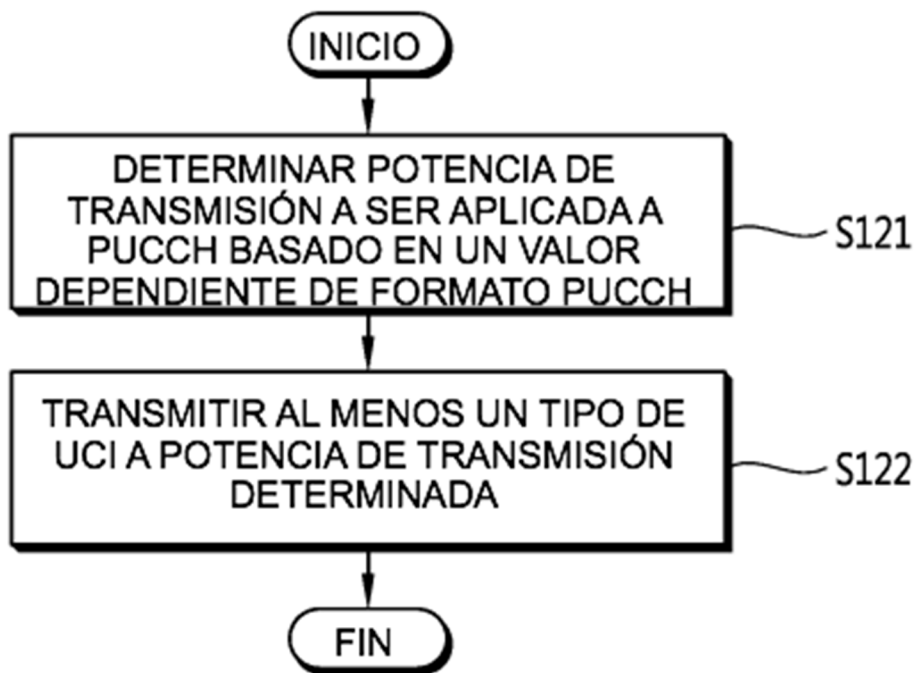 INICIO
DETERMINAR POTENCIA DE
TRANSMISIÓN A SER APLICADA A
PUCCH BASADO EN UN VALOR
DEPENDIENTE DE FORMATO PUCCH
S121
TRANSMITIR AL MENOS UN TIPO DE
UCI A POTENCIA DE TRANSMISIÓN
DETERMINADA
S122
FIN